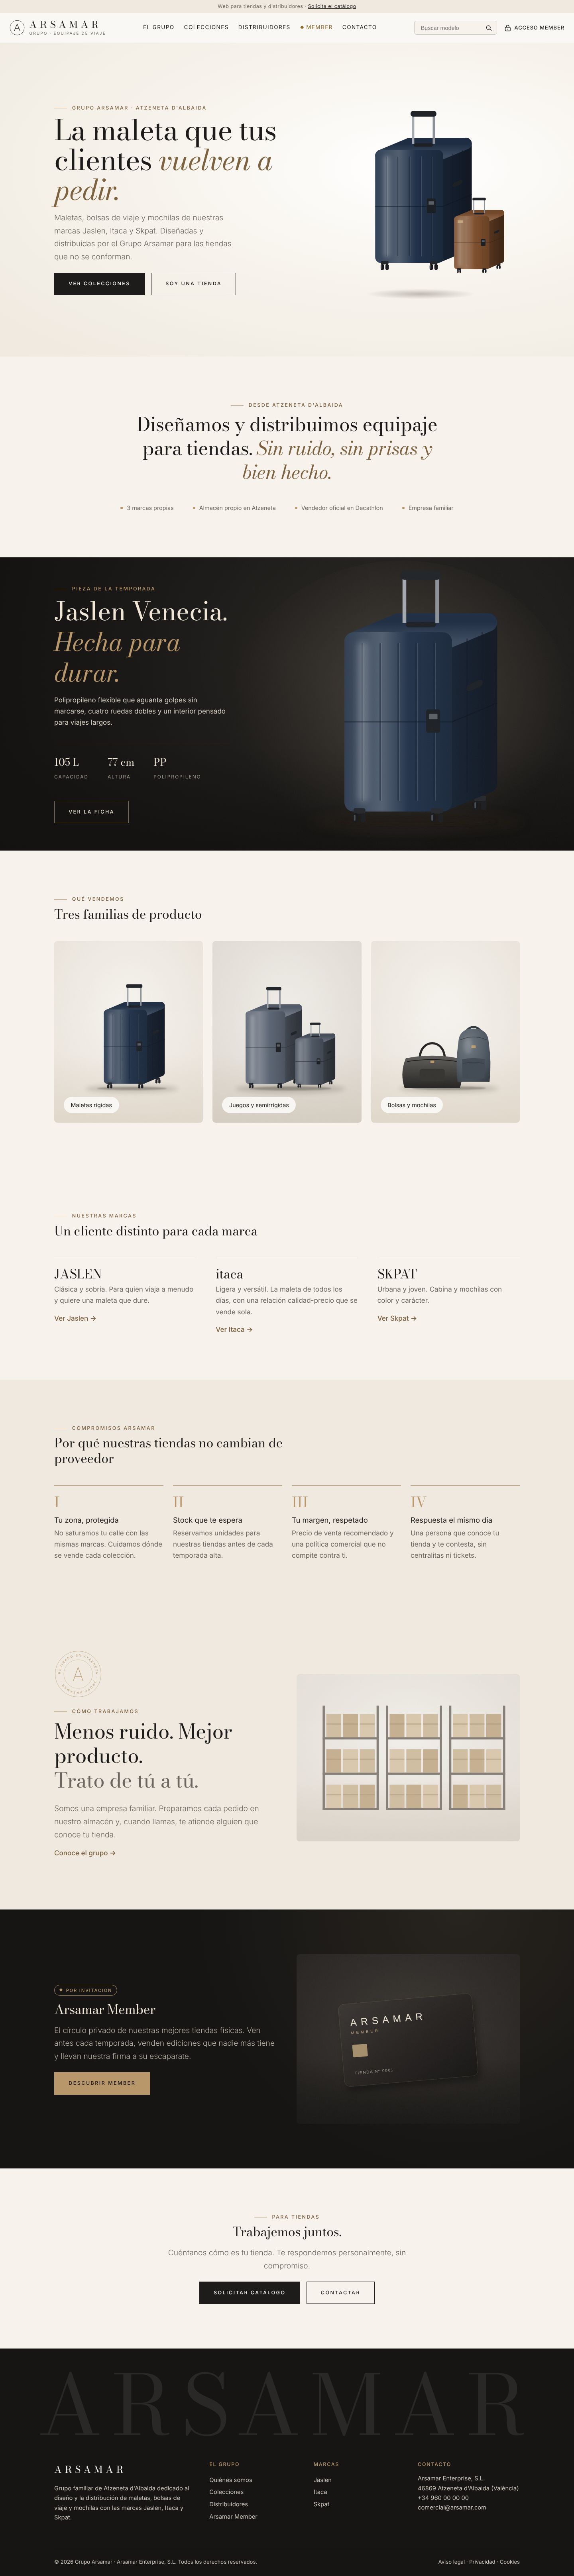 Web para tiendas y distribuidores · Solicita el catálogo
ARSAMAR
GRUPO · EQUIPAJE DE VIAJE
EL GRUPO
COLECCIONES
DISTRIBUIDORES
MEMBER
CONTACTO
Buscar modelo
ACCESO MEMBER
GRUPO ARSAMAR · ATZENETA D'ALBAIDA
La maleta que tus
clientes vuelven a
pedir.
Maletas, bolsas de viaje y mochilas de nuestras
marcas Jaslen, Itaca y Skpat. Diseñadas y
distribuidas por el Grupo Arsamar para las tiendas
que no se conforman.
VER COLECCIONES
SOY UNA TIENDA
DESDE ATZENETA D'ALBAIDA
Diseñamos y distribuimos equipaje
para tiendas. Sin ruido, sin prisas y
bien hecho.
3 marcas propias
Almacén propio en Atzeneta
Vendedor oficial en Decathlon
Empresa familiar
PIEZA DE LA TEMPORADA
Jaslen Venecia.
Hecha para
durar.
Polipropileno flexible que aguanta golpes sin
marcarse, cuatro ruedas dobles y un interior pensado
para viajes largos.
105 L
77 cm
PP
CAPACIDAD
ALTURA
POLIPROPILENO
VER LA FICHA
QUÉ VENDEMOS
Tres familias de producto
Maletas rígidas
Juegos y semirrígidas
Bolsas y mochilas
NUESTRAS MARCAS
Un cliente distinto para cada marca
JASLEN
Clásica y sobria. Para quien viaja a menudo
y quiere una maleta que dure.
Ver Jaslen →
itaca
Ligera y versátil. La maleta de todos los
días, con una relación calidad-precio que se
vende sola.
Ver Itaca →
SKPAT
Urbana y joven. Cabina y mochilas con
color y carácter.
Ver Skpat →
COMPROMISOS ARSAMAR
Por qué nuestras tiendas no cambian de
proveedor
I
Tu zona, protegida
No saturamos tu calle con las
mismas marcas. Cuidamos dónde
se vende cada colección.
II
Stock que te espera
Reservamos unidades para
nuestras tiendas antes de cada
temporada alta.
III
Tu margen, respetado
Precio de venta recomendado y
una política comercial que no
compite contra ti.
IV
Respuesta el mismo día
Una persona que conoce tu
tienda y te contesta, sin
centralitas ni tickets.
A
CÓMO TRABAJAMOS
Menos ruido. Mejor
producto.
Trato de tú a tú.
Somos una empresa familiar. Preparamos cada pedido en
nuestro almacén y, cuando llamas, te atiende alguien que
conoce tu tienda.
Conoce el grupo →
POR INVITACIÓN
Arsamar Member
El círculo privado de nuestras mejores tiendas físicas. Ven
antes cada temporada, venden ediciones que nadie más tiene
y llevan nuestra firma a su escaparate.
DESCUBRIR MEMBER
ARSAMAR
MEMBER
TIENDA Nº 0001
PARA TIENDAS
Trabajemos juntos.
Cuéntanos cómo es tu tienda. Te respondemos personalmente, sin
compromiso.
SOLICITAR CATÁLOGO
CONTACTAR
ARSAMAR
ARSAMAR
Grupo familiar de Atzeneta d'Albaida dedicado al
diseño y la distribución de maletas, bolsas de
viaje y mochilas con las marcas Jaslen, Itaca y
Skpat.
EL GRUPO
Quiénes somos
Colecciones
Distribuidores
Arsamar Member
MARCAS
Jaslen
Itaca
Skpat
CONTACTO
Arsamar Enterprise, S.L.
46869 Atzeneta d'Albaida (València)
+34 960 00 00 00
comercial@arsamar.com
© 2026 Grupo Arsamar · Arsamar Enterprise, S.L. Todos los derechos reservados.
Aviso legal · Privacidad · Cookies